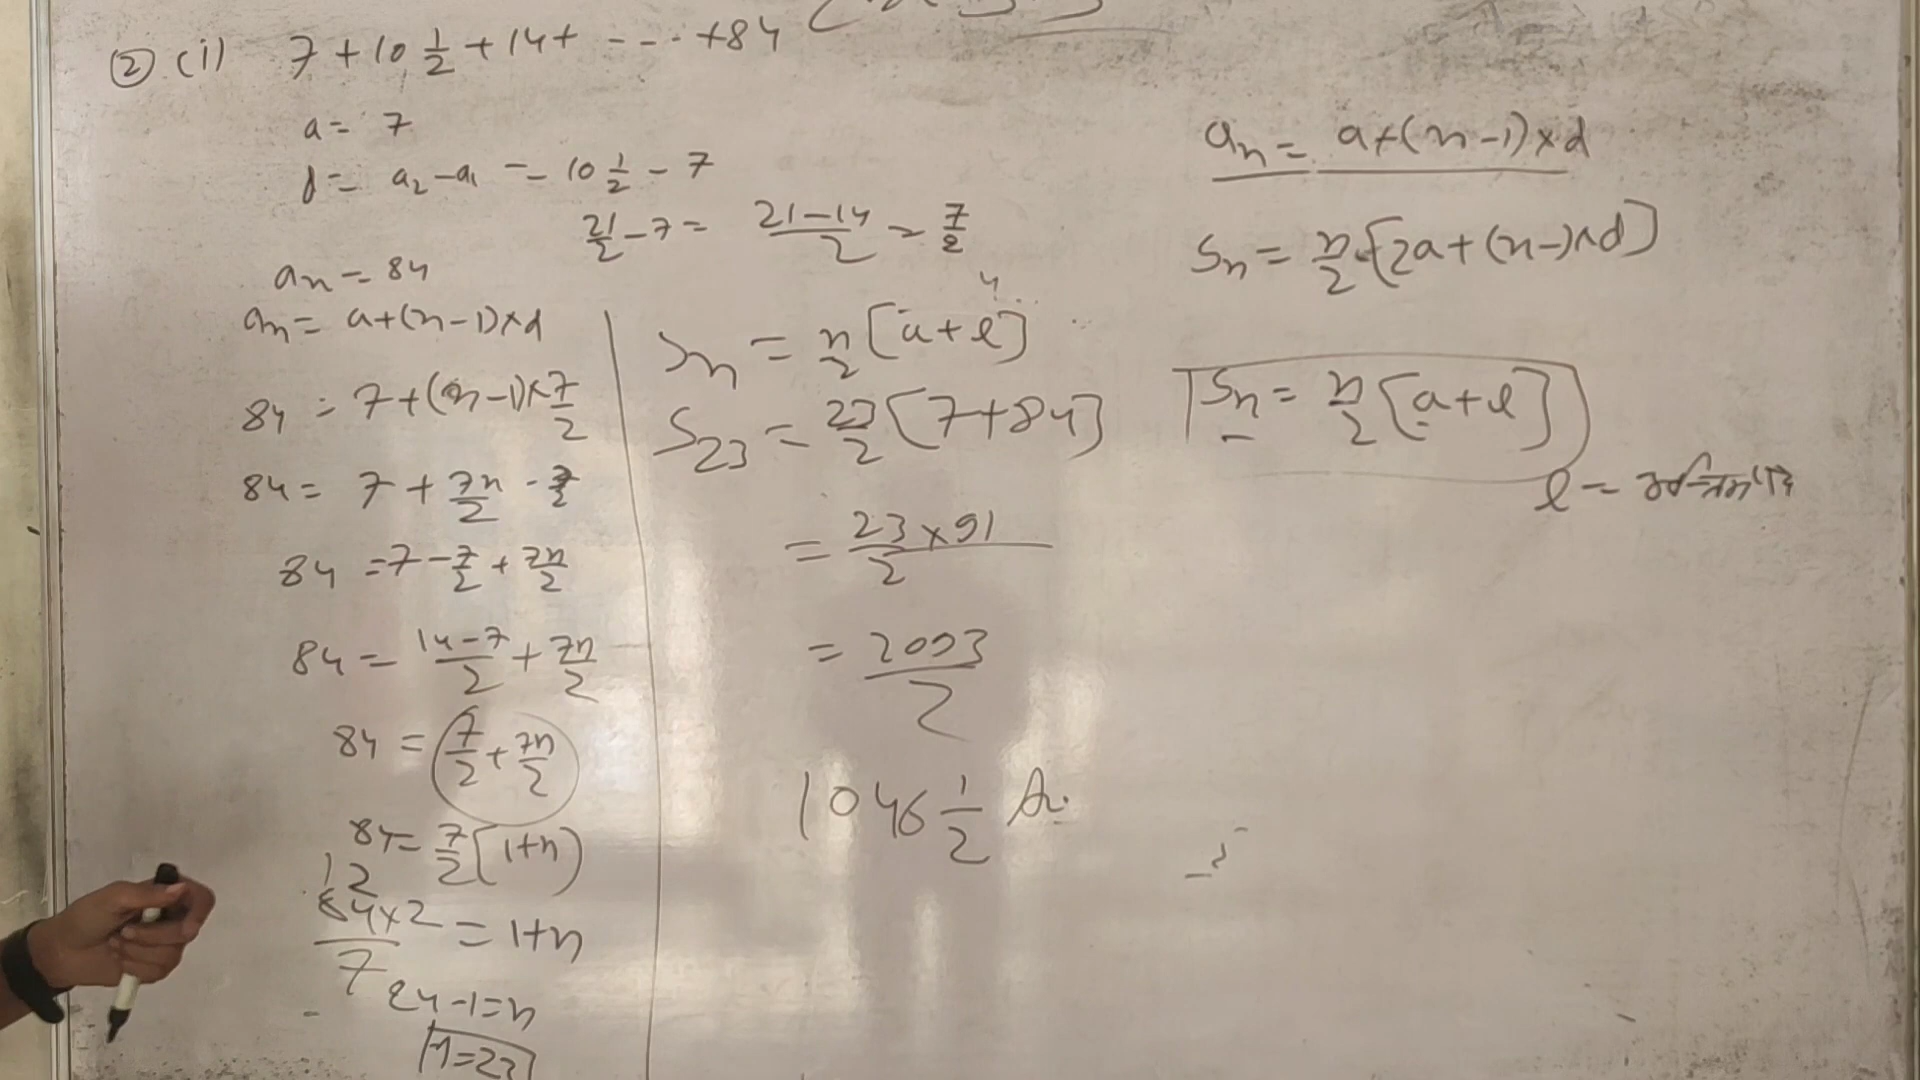 ② (i) 7 + 10 1/2 + 14 + - - - - + 84
a = 7
d = a₂ - a₁ = 10 1/2 - 7
21/2 - 7 = (21-14)/2 = 7/2
aₙ = 84
aₙ = a+(n-1)×d
84 = 7+(n-1)×7/2
84 = 7 + 7n/2 - 7/2
84 = 7 - 7/2 + 7n/2
84 = (14-7)/2 + 7n/2
84 = 7/2 + 7n/2
84 = 7/2 [1+n)
12
84×2/7 = 1+n
24-1=n
n=23
Sₙ = n/2 [a+l]
S₂₃ = 23/2 [7+84]
= 23×91/2
= 2093/2
1046 1/2
aₙ = a+(n-1)×d
Sₙ = n/2 [2a+(n-)×d]
Sₙ = n/2 [a+l]
l =